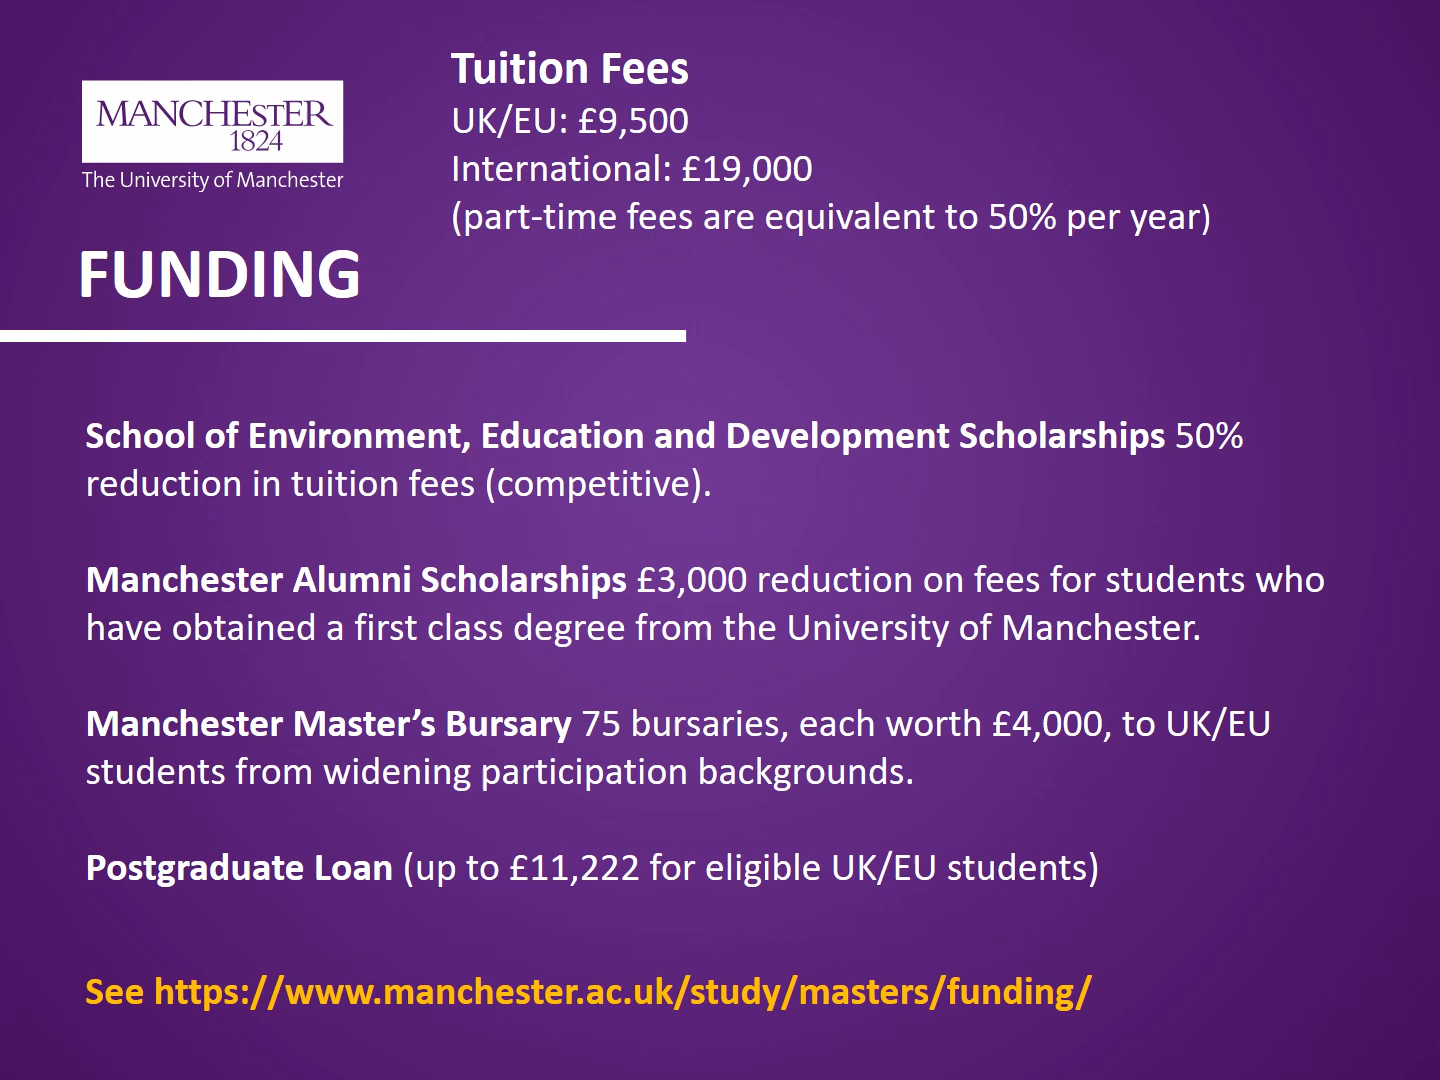 MANCHESTER
1824
The University of Manchester
Tuition Fees
UK/EU: £9,500
International: £19,000
(part-time fees are equivalent to 50% per year)
FUNDING
School of Environment, Education and Development Scholarships 50%
reduction in tuition fees (competitive).
Manchester Alumni Scholarships £3,000 reduction on fees for students who
have obtained a first class degree from the University of Manchester.
Manchester Master’s Bursary 75 bursaries, each worth £4,000, to UK/EU
students from widening participation backgrounds.
Postgraduate Loan (up to £11,222 for eligible UK/EU students)
See https://www.manchester.ac.uk/study/masters/funding/